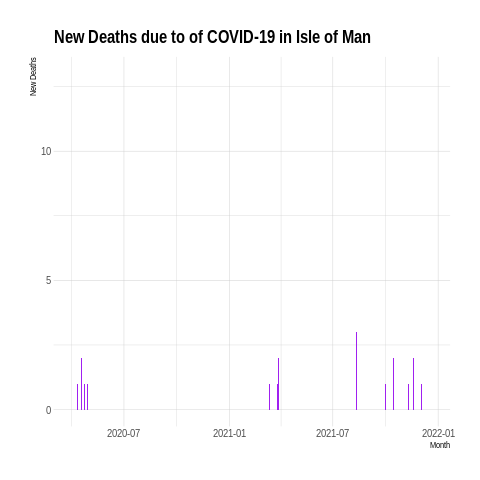 New Deaths due to of COVID-19 in Isle of Man
New Deaths
10
5
0
2020-07 2021-01 2021-07 2022-01
Month